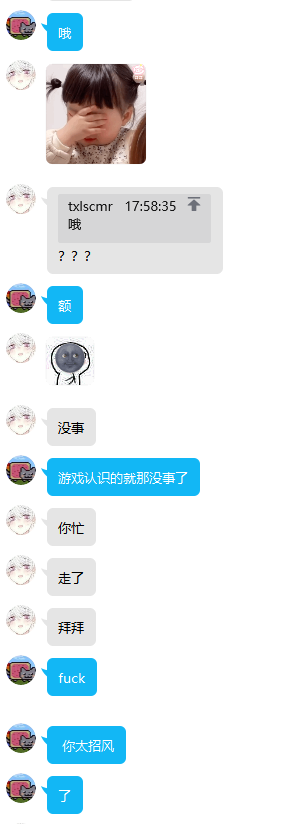 哦
txlscmr 17:58:35
哦
？？？
额
没事
游戏认识的就那没事了
你忙
走了
拜拜
fuck
你太招风
了